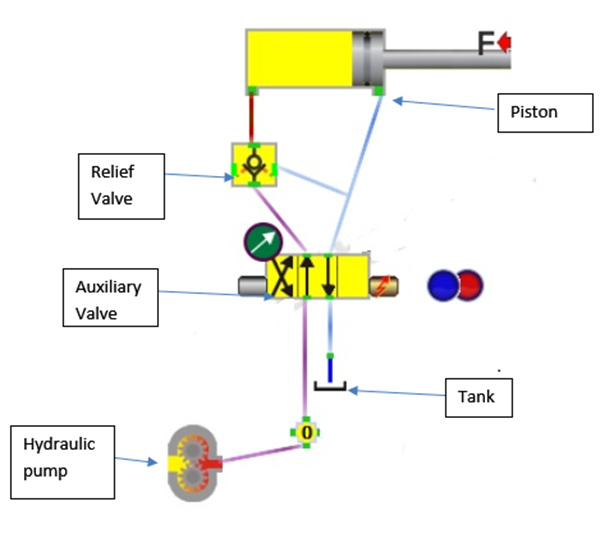 F
Piston
Relief
Valve
Auxiliary
Valve
Tank
0
Hydraulic
pump